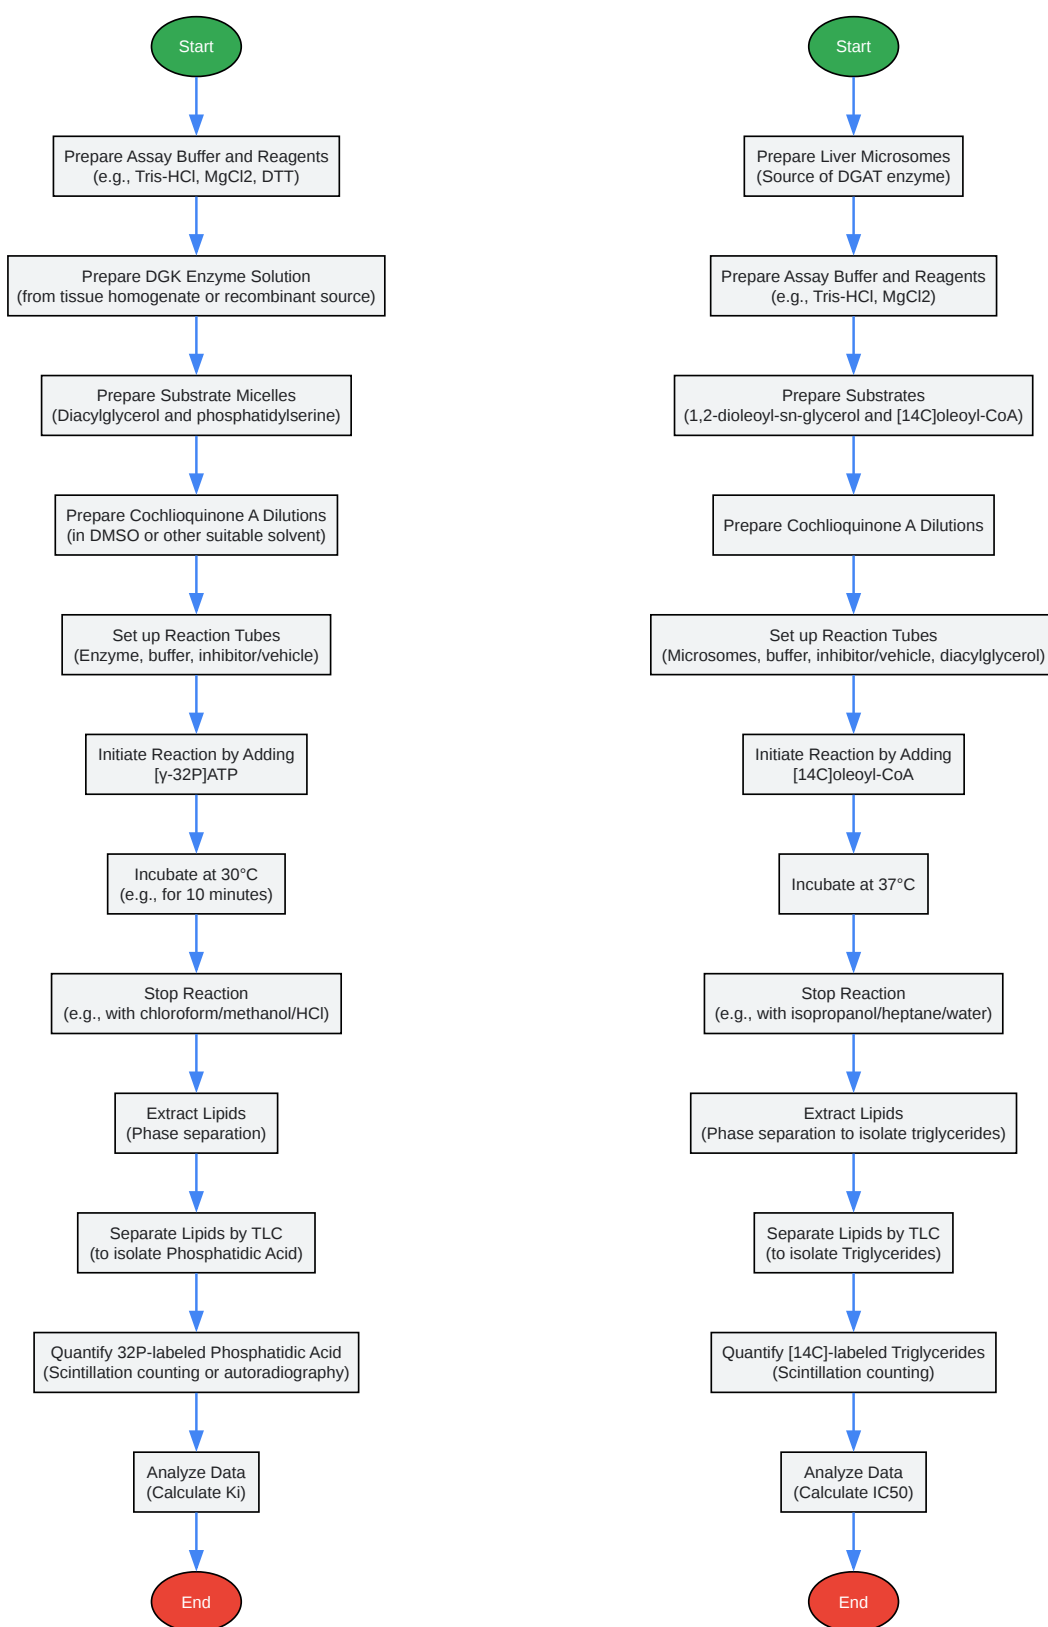 Start
Prepare Assay Buffer and Reagents
(e.g., Tris-HCl, MgCl2, DTT)
Prepare DGK Enzyme Solution
(from tissue homogenate or recombinant source)
Prepare Substrate Micelles
(Diacylglycerol and phosphatidylserine)
Prepare Cochlioquinone A Dilutions
(in DMSO or other suitable solvent)
Set up Reaction Tubes
(Enzyme, buffer, inhibitor/vehicle)
Initiate Reaction by Adding
[γ-32P]ATP
Incubate at 30°C
(e.g., for 10 minutes)
Stop Reaction
(e.g., with chloroform/methanol/HCl)
Extract Lipids
(Phase separation)
Separate Lipids by TLC
(to isolate Phosphatidic Acid)
Quantify 32P-labeled Phosphatidic Acid
(Scintillation counting or autoradiography)
Analyze Data
(Calculate Ki)
End
Start
Prepare Liver Microsomes
(Source of DGAT enzyme)
Prepare Assay Buffer and Reagents
(e.g., Tris-HCl, MgCl2)
Prepare Substrates
(1,2-dioleoyl-sn-glycerol and [14C]oleoyl-CoA)
Prepare Cochlioquinone A Dilutions
Set up Reaction Tubes
(Microsomes, buffer, inhibitor/vehicle, diacylglycerol)
Initiate Reaction by Adding
[14C]oleoyl-CoA
Incubate at 37°C
Stop Reaction
(e.g., with isopropanol/heptane/water)
Extract Lipids
(Phase separation to isolate triglycerides)
Separate Lipids by TLC
(to isolate Triglycerides)
Quantify [14C]-labeled Triglycerides
(Scintillation counting)
Analyze Data
(Calculate IC50)
End